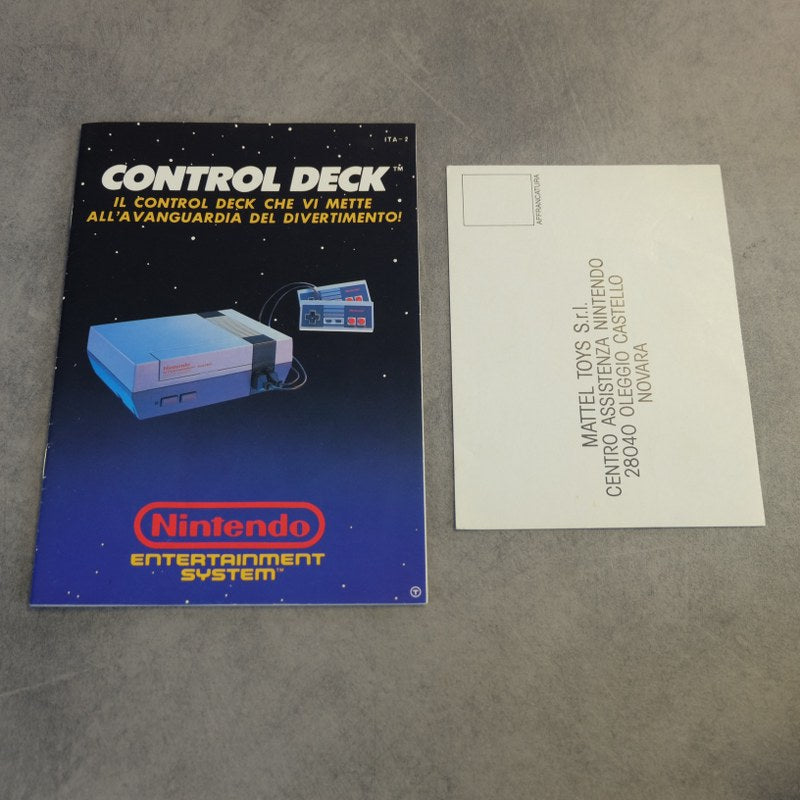 ITA-2
CONTROL DECK™
IL CONTROL DECK CHE VI METTE
ALL'AVANGUARDIA DEL DIVERTIMENTO!
Nintendo
Nintendo
ENTERTAINMENT
SYSTEM™
AFFRANCATURA
MATTEL TOYS S.r.l.
CENTRO ASSISTENZA NINTENDO
28040 OLEGGIO CASTELLO
NOVARA